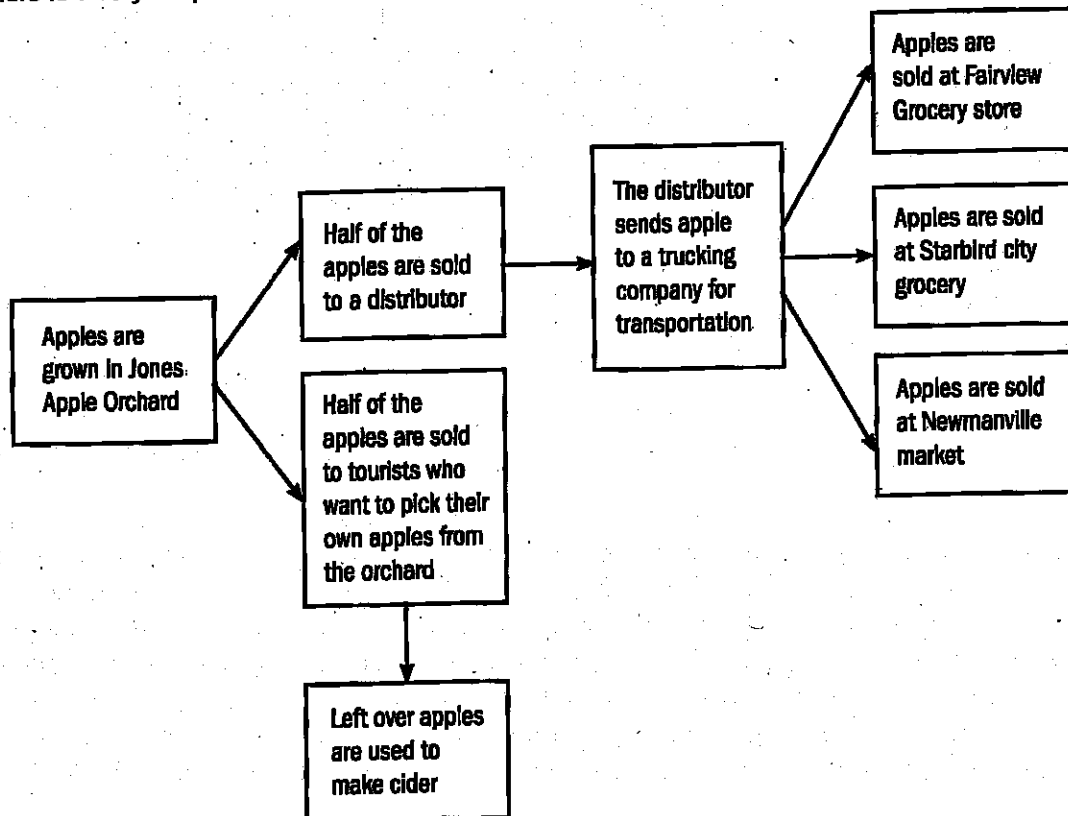 Apples are
grown in Jones
Apple Orchard
Half of the
apples are sold
to a distributor
Half of the
apples are sold
to tourists who
want to pick their
own apples from
the orchard
Left over apples
are used to
make cider
The distributor
sends apple
to a trucking
company for
transportation
Apples are
sold at Fairview
Grocery store
Apples are sold
at Starbird city
grocery
Apples are sold
at Newmanville
market